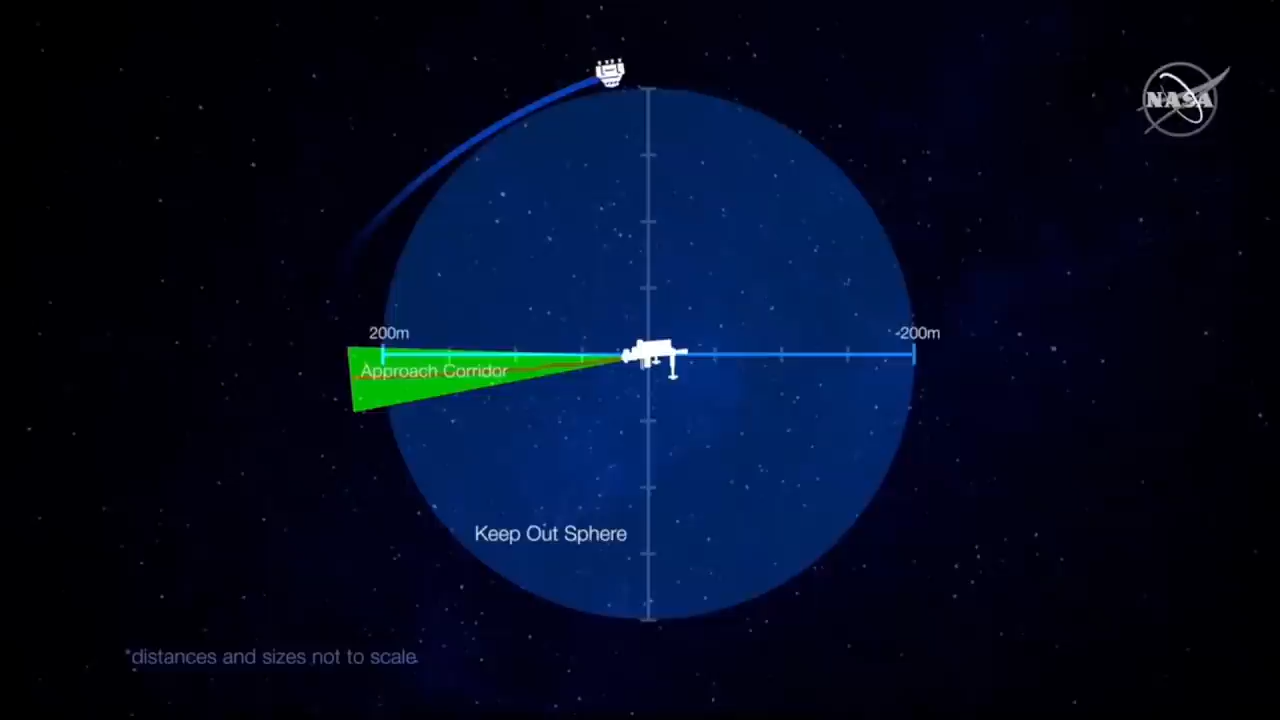 NASA
200m
-200m
Approach Corridor
Keep Out Sphere
*distances and sizes not to scale